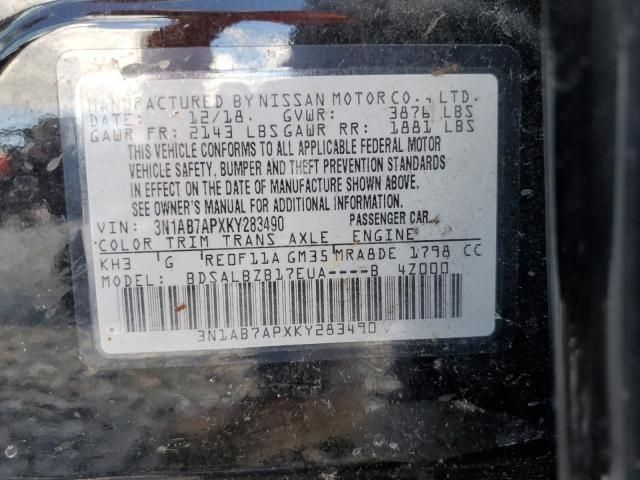 MANUFACTURED BY NISSAN MOTOR CO., LTD.
DATE: 12/18. GVWR: 3876 LBS
GAWR FR: 2143 LBS GAWR RR: 1881 LBS
THIS VEHICLE CONFORMS TO ALL APPLICABLE FEDERAL MOTOR
VEHICLE SAFETY, BUMPER AND THEFT PREVENTION STANDARDS
IN EFFECT ON THE DATE OF MANUFACTURE SHOWN ABOVE.
SEE OWNER'S MANUAL FOR ADDITIONAL INFORMATION.
VIN: 3N1AB7APXKY283490 PASSENGER CAR
COLOR TRIM TRANS AXLE ENGINE
KH3 G RE0F11A GM35 MRA8DE 1798 CC
MODEL: BDSALBZB17EUA----B 4Z000
3N1AB7APXKY283490